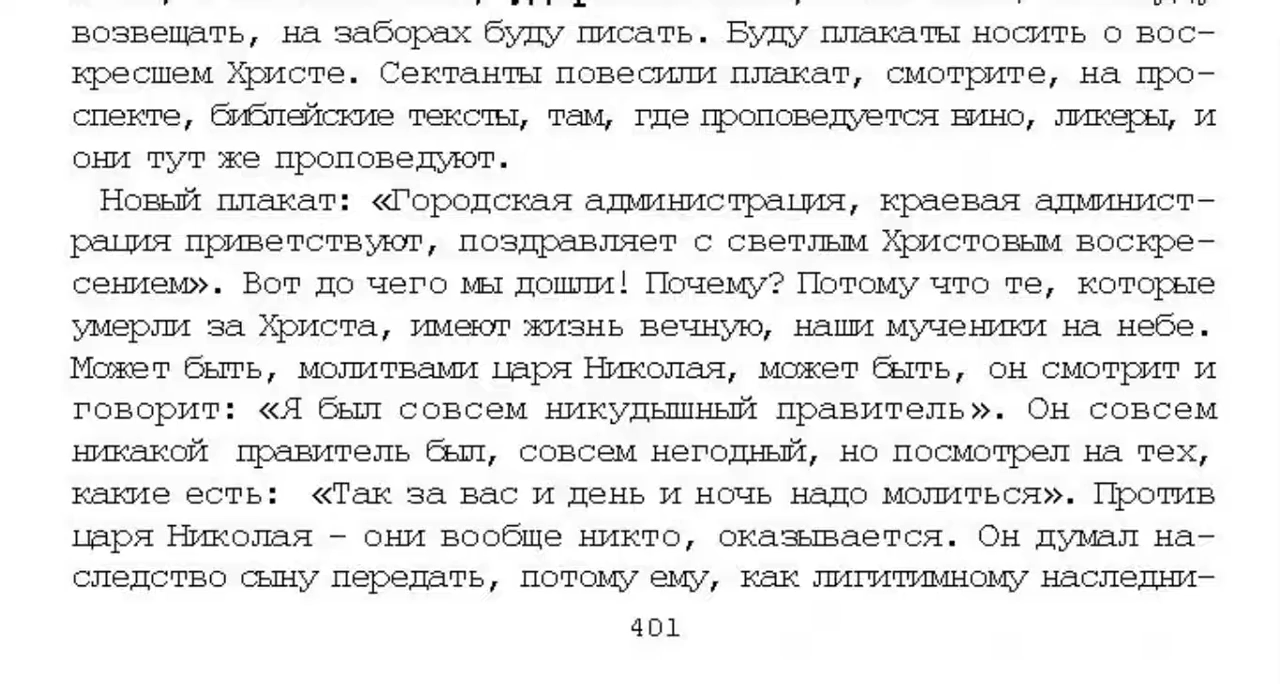 возвещать, на заборах буду писать. Буду плакаты носить о вос-
кресшем Христе. Сектанты повесили плакат, смотрите, на про-
спекте, библейские тексты, там, где проповедуется вино, ликеры, и
они тут же проповедуют.
Новый плакат: «Городская администрация, краевая админист-
рация приветствуют, поздравляет с светлым Христовым воскре-
сением». Вот до чего мы дошли! Почему? Потому что те, которые
умерли за Христа, имеют жизнь вечную, наши мученики на небе.
Может быть, молитвами царя Николая, может быть, он смотрит и
говорит: «Я был совсем никудышный правитель». Он совсем
никакой правитель был, совсем негодный, но посмотрел на тех,
какие есть: «Так за вас и день и ночь надо молиться». Против
царя Николая – они вообще никто, оказывается. Он думал на-
следство сыну передать, потому ему, как лигитимному наследни-
401